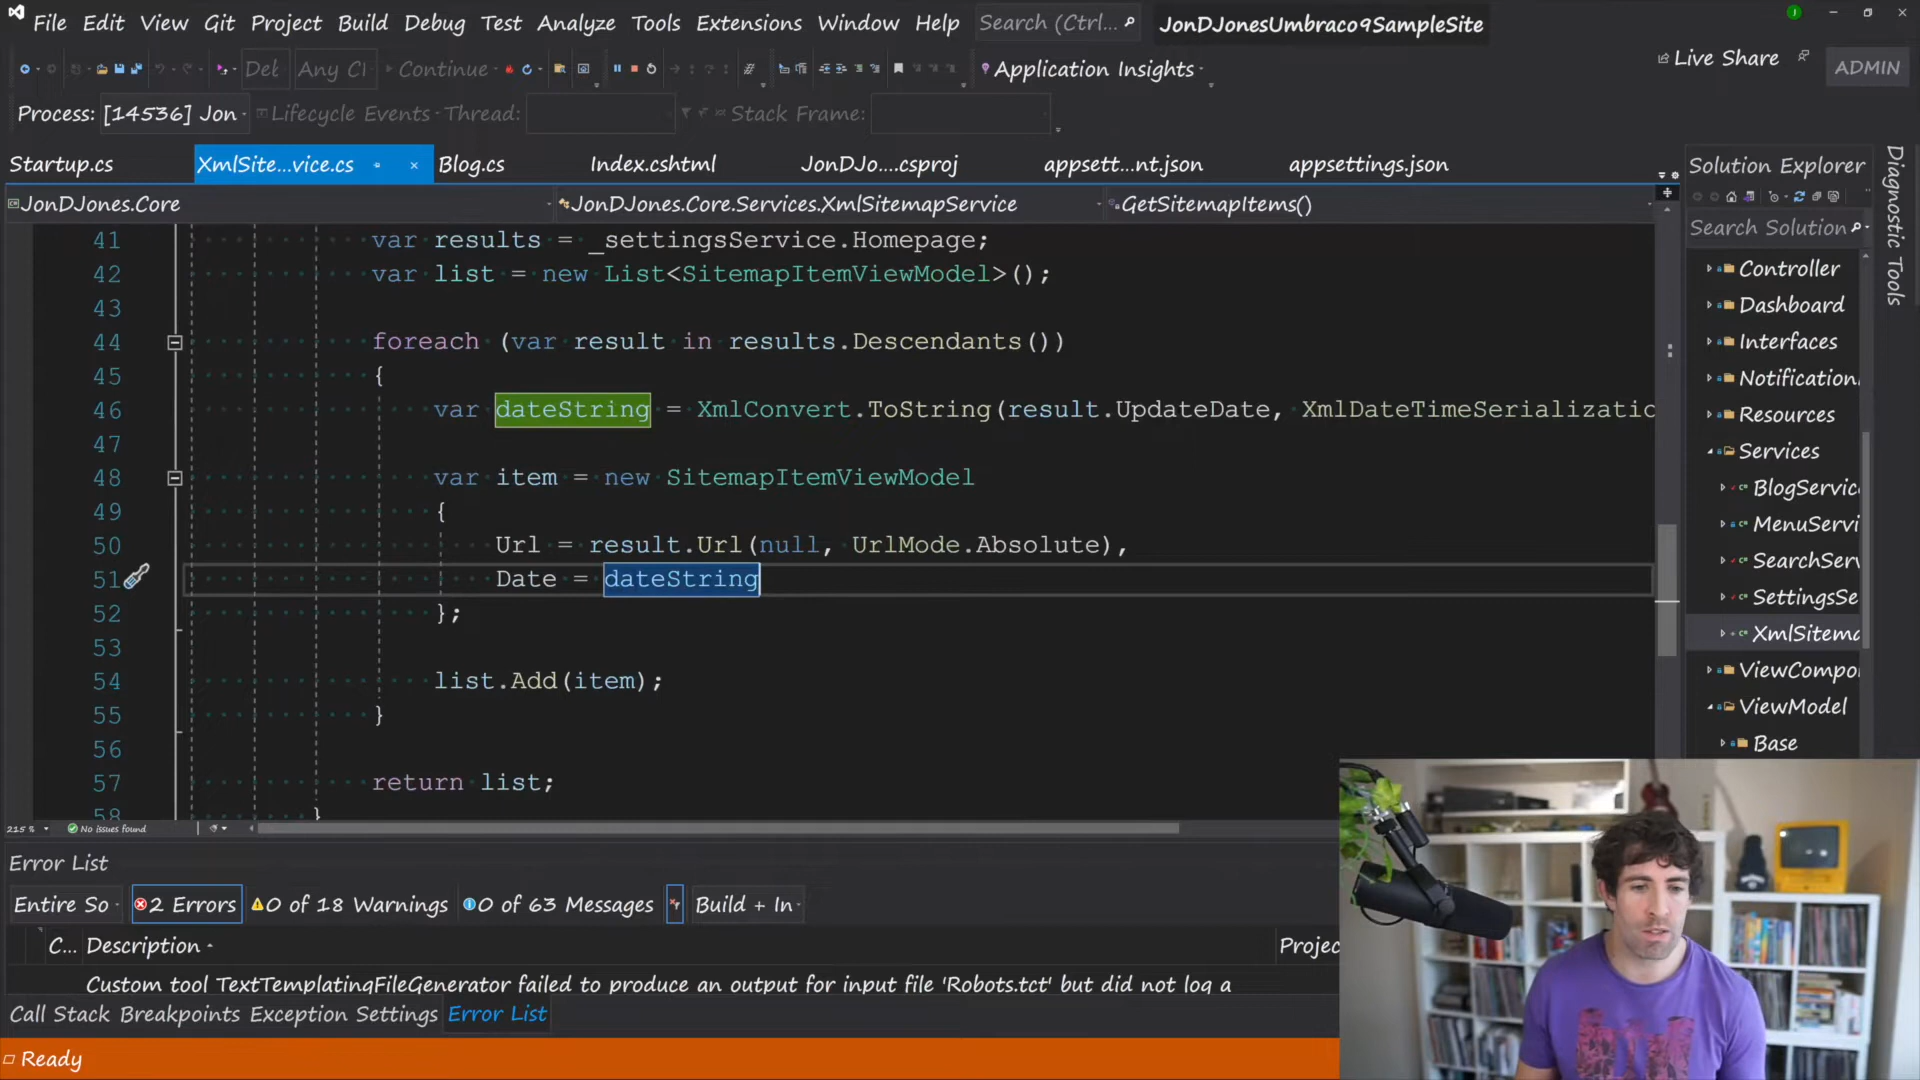 File Edit View Git Project Build Debug Test Analyze Tools Extensions Window Help Search (Ctrl... JonDJonesUmbraco9SampleSite
Det Any Cl Continue Application Insights Live Share ADMIN
Process: [14536] Jon Lifecycle Events Thread: Stack Frame:
Startup.cs XmlSite...vice.cs Blog.cs Index.cshtml JonDJo....csproj appsett...nt.json appsettings.json
JonDJones.Core JonDJones.Core.Services.XmlSitemapService GetSitemapItems()
41 var results = _settingsService.Homepage;
42 var list = new List<SitemapItemViewModel>();
43
44 foreach (var result in results.Descendants())
45 {
46 var dateString = XmlConvert.ToString(result.UpdateDate, XmlDateTimeSerializatio
47
48 var item = new SitemapItemViewModel
49 {
50 Url = result.Url(null, UrlMode.Absolute),
51 Date = dateString
52 };
53
54 list.Add(item);
55 }
56
57 return list;
58 }
215 % No issues found
Error List
Entire So 2 Errors 0 of 18 Warnings 0 of 63 Messages Build + In
C... Description Projec
Custom tool TextTemplatingFileGenerator failed to produce an output for input file 'Robots.tct' but did not log a
Call Stack Breakpoints Exception Settings Error List
Ready
Solution Explorer
Search Solution
Controller
Dashboard
Interfaces
Notification
Resources
Services
BlogServic
MenuServi
SearchServ
SettingsSe
XmlSitema
ViewCompo
ViewModel
Base
Diagnostic Tools